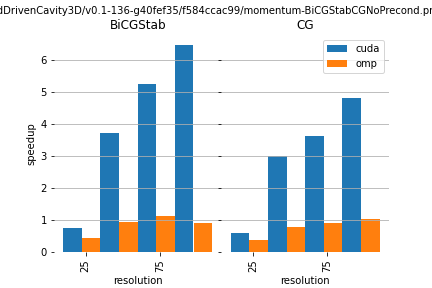 dDrivenCavity3D/v0.1-136-g40fef35/f584ccac99/momentum-BiCGStabCGNoPrecond.pr
BiCGStab CG
cuda
omp
speedup
6
5
4
3
2
1
0
25 75 25 75
resolution resolution